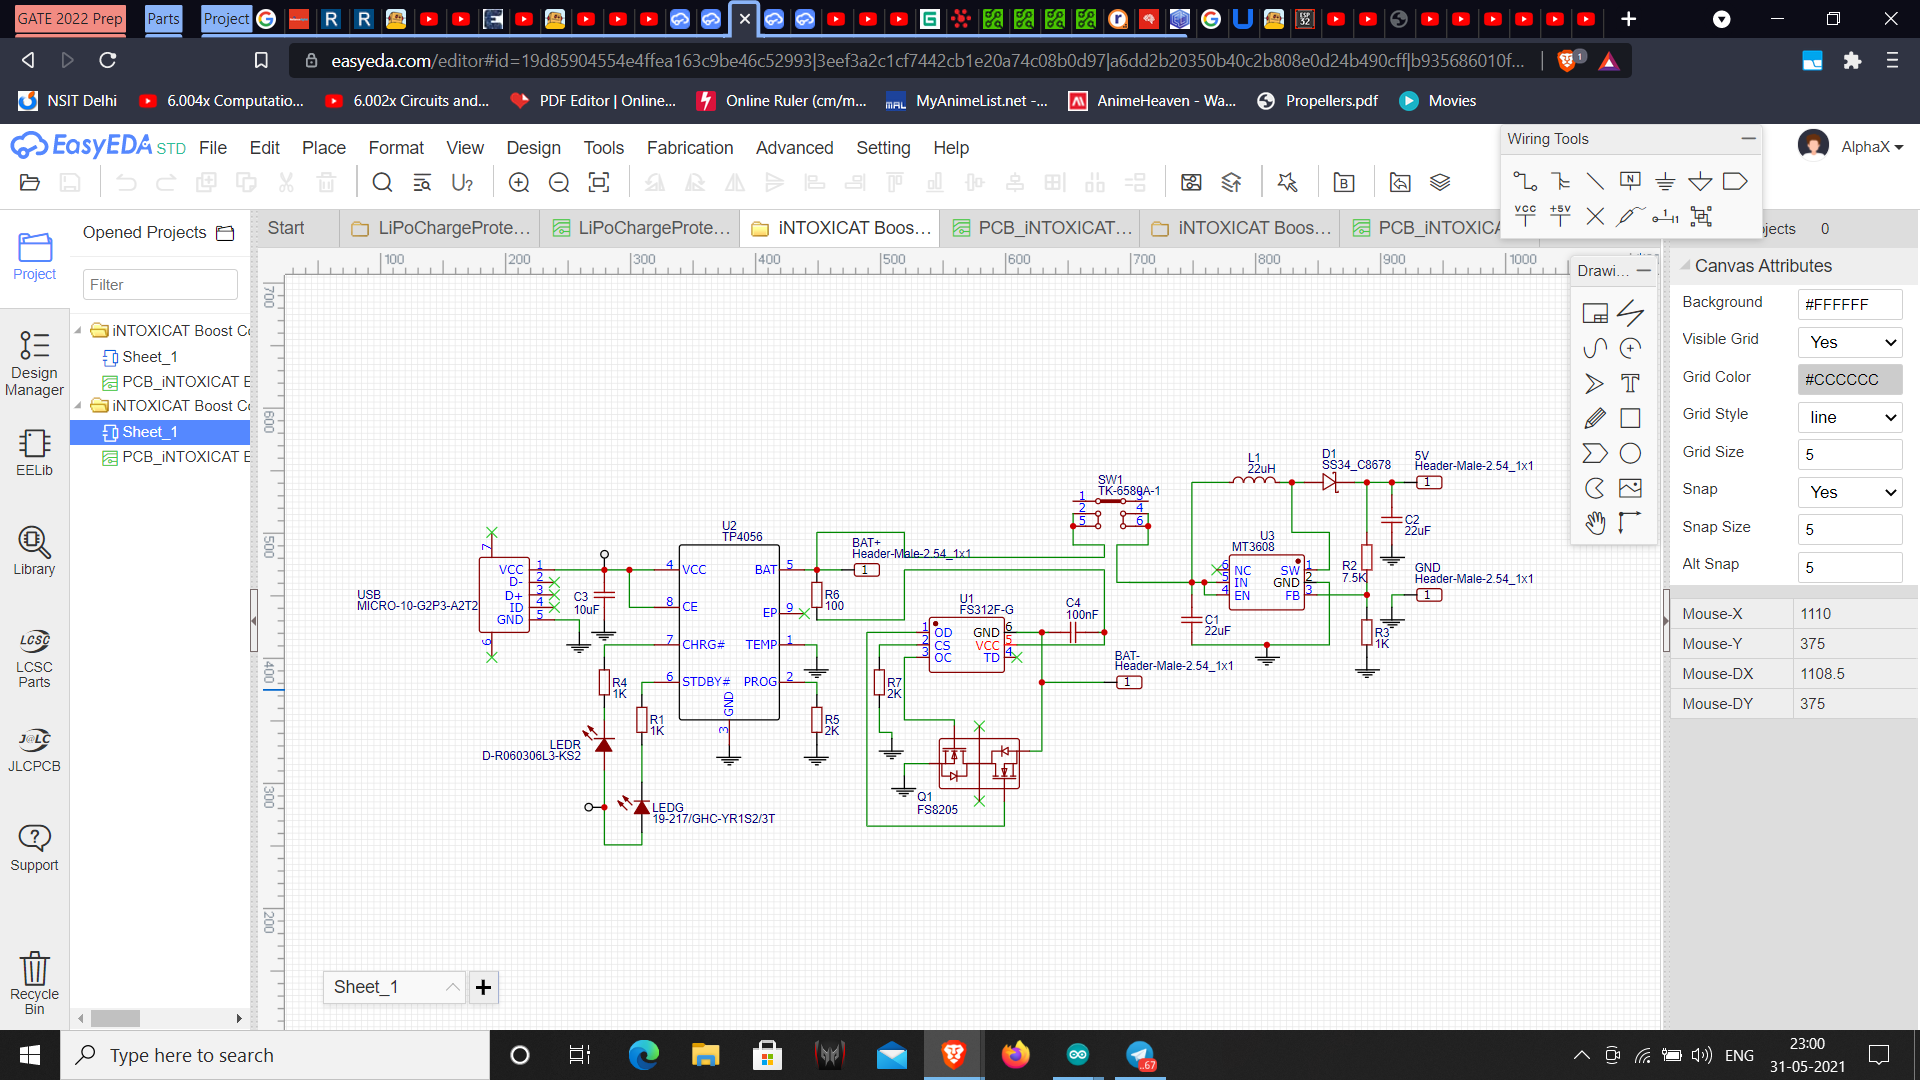 GATE 2022 Prep
Parts
Project
easyeda.com/editor#id=19d85904554e4ffea163c9be46c52993|3eef3a2c1cf7442cb1e20a74c08b0d97|a6dd2b20350b40c2b808e0d24b490cff|b935686010f...
1
NSIT Delhi
6.004x Computatio...
6.002x Circuits and...
PDF Editor | Online...
Online Ruler (cm/m...
MyAnimeList.net -...
AnimeHeaven - Wa...
Propellers.pdf
Movies
EasyEDA STD
File
Edit
Place
Format
View
Design
Tools
Fabrication
Advanced
Setting
Help
Wiring Tools
AlphaX
VCC
+5V
Start
LiPoChargeProte...
LiPoChargeProte...
iNTOXICAT Boos...
PCB_iNTOXICAT...
iNTOXICAT Boos...
PCB_iNTOXICA
jects 0
Project
Design Manager
EELib
Library
LCSC Parts
JLCPCB
Support
Recycle Bin
Opened Projects
Filter
iNTOXICAT Boost Co
Sheet_1
PCB_iNTOXICAT B
iNTOXICAT Boost Co
Sheet_1
PCB_iNTOXICAT B
100 200 300 400 500 600 700 800 900 1000
700
600
500
400
300
200
USB
MICRO-10-G2P3-A2T2
7
VCC 1
D- 2
D+ 3
ID 4
GND 5
6
C3
10uF
U2
TP4056
4 VCC
8 CE
7 CHRG#
6 STDBY#
BAT 5
EP 9
TEMP 1
PROG 2
GND
3
R4
1K
R1
1K
LEDR
D-R060306L3-KS2
LEDG
19-217/GHC-YR1S2/3T
R5
2K
R6
100
BAT+
Header-Male-2.54_1x1
1
U1
FS312F-G
1 OD
2 CS
3 OC
GND 6
VCC 5
TD 4
R7
2K
C4
100nF
BAT-
Header-Male-2.54_1x1
1
Q1
FS8205
SW1
TK-6580A-1
1 3
2 4
5 6
L1
22uH
D1
SS34_C8678
5V
Header-Male-2.54_1x1
1
C2
22uF
U3
MT3608
6 NC
5 IN
4 EN
SW 1
GND 2
FB 3
R2
7.5K
GND
Header-Male-2.54_1x1
1
C1
22uF
R3
1K
Sheet_1
Drawi...
Canvas Attributes
Background #FFFFFF
Visible Grid Yes
Grid Color #CCCCCC
Grid Style line
Grid Size 5
Snap Yes
Snap Size 5
Alt Snap 5
Mouse-X 1110
Mouse-Y 375
Mouse-DX 1108.5
Mouse-DY 375
Type here to search
ENG
23:00
31-05-2021